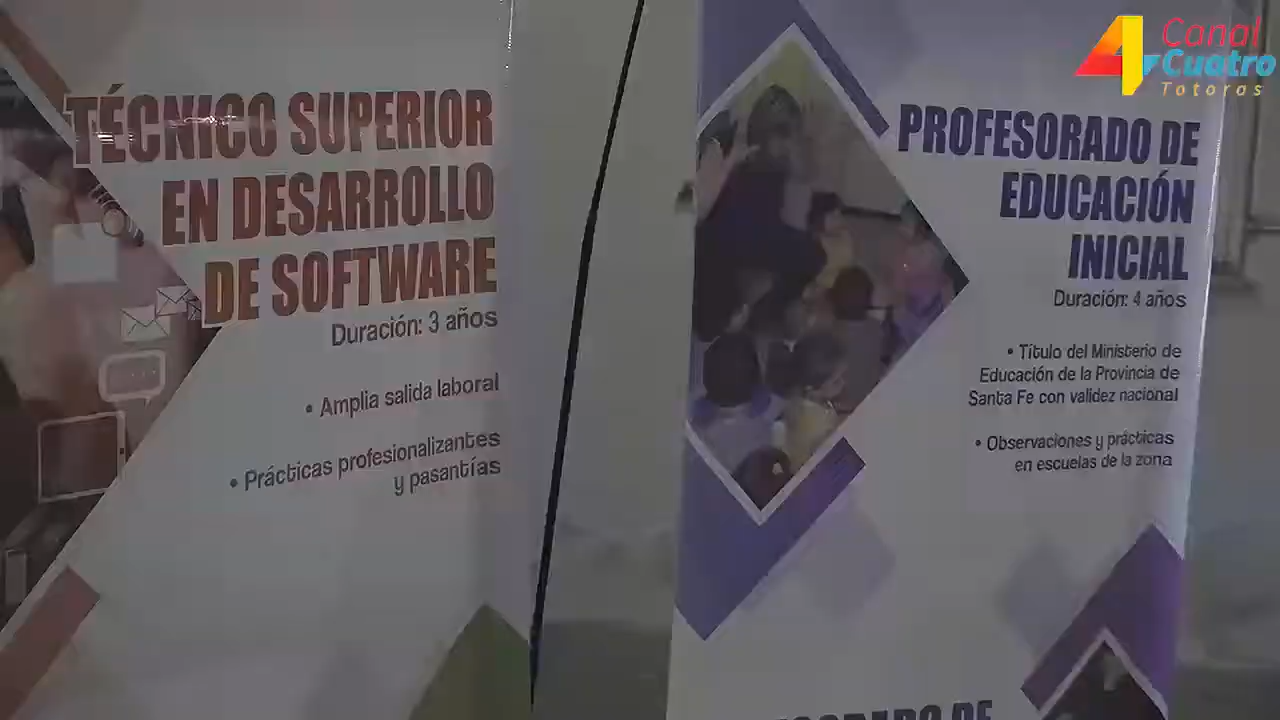 TÉCNICO SUPERIOR
EN DESARROLLO
DE SOFTWARE
Duración: 3 años
• Amplia salida laboral
• Prácticas profesionalizantes
y pasantías
PROFESORADO DE
EDUCACIÓN
INICIAL
Duración: 4 años
• Título del Ministerio de
Educación de la Provincia de
Santa Fe con validez nacional
• Observaciones y prácticas
en escuelas de la zona
DE
4 Canal
Cuatro
Totoras